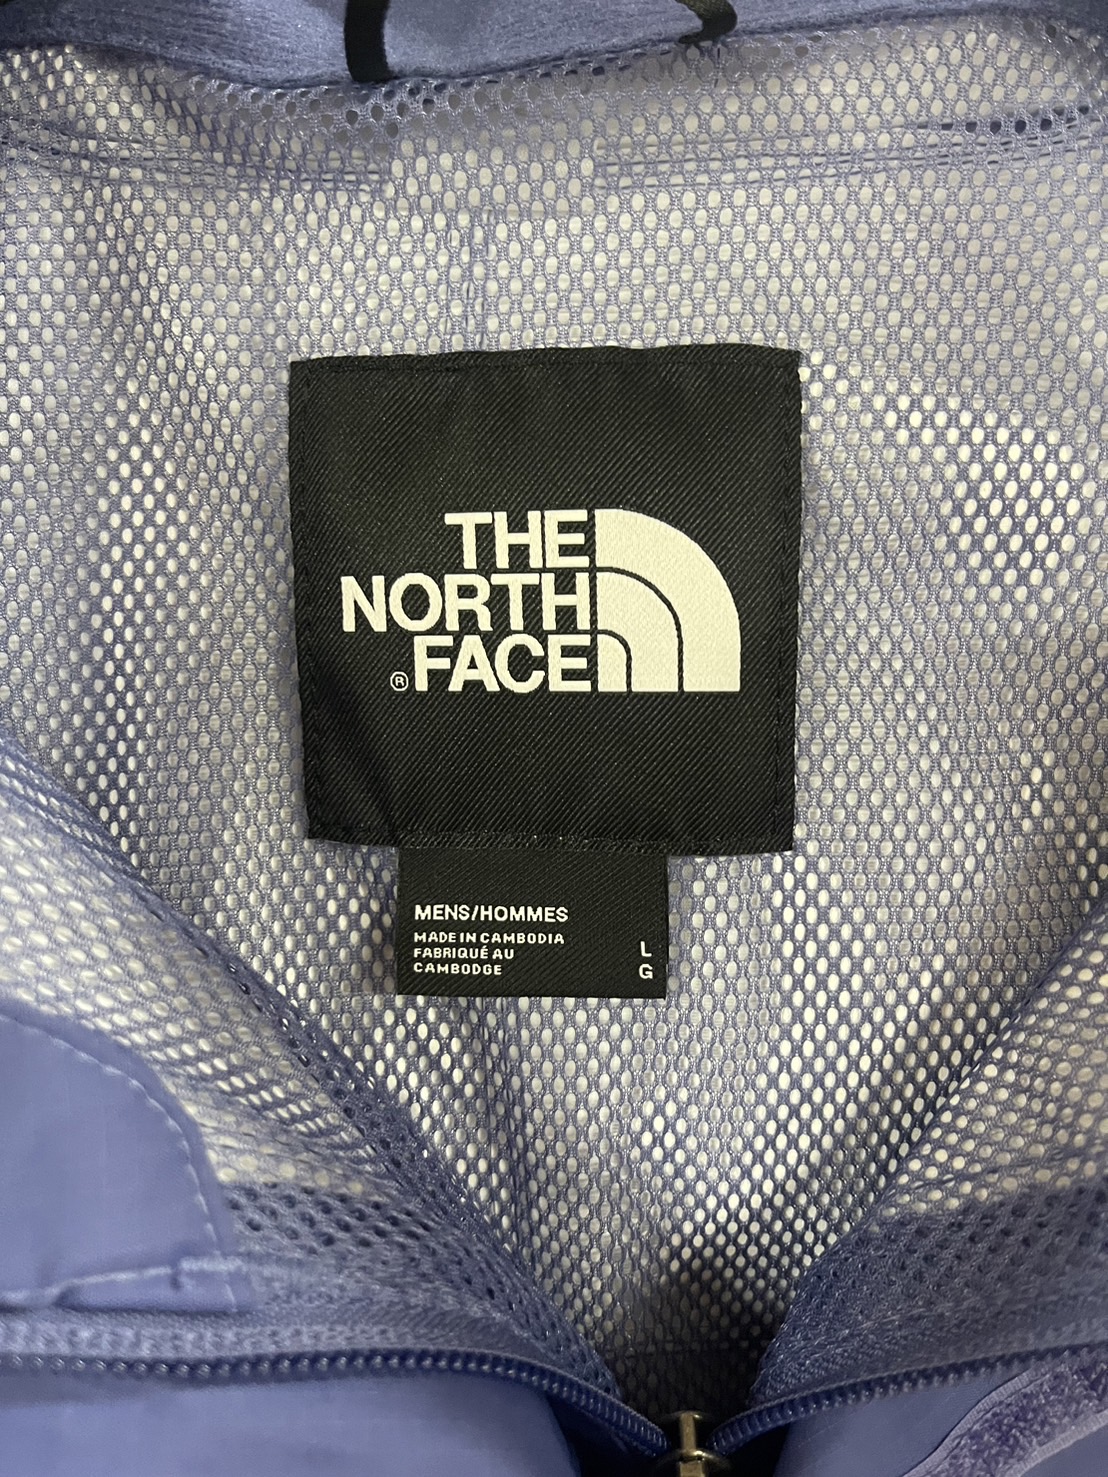 THE
NORTH
® FACE
MENS/HOMMES
MADE IN CAMBODIA
FABRIQUÉ AU
CAMBODGE
L
G